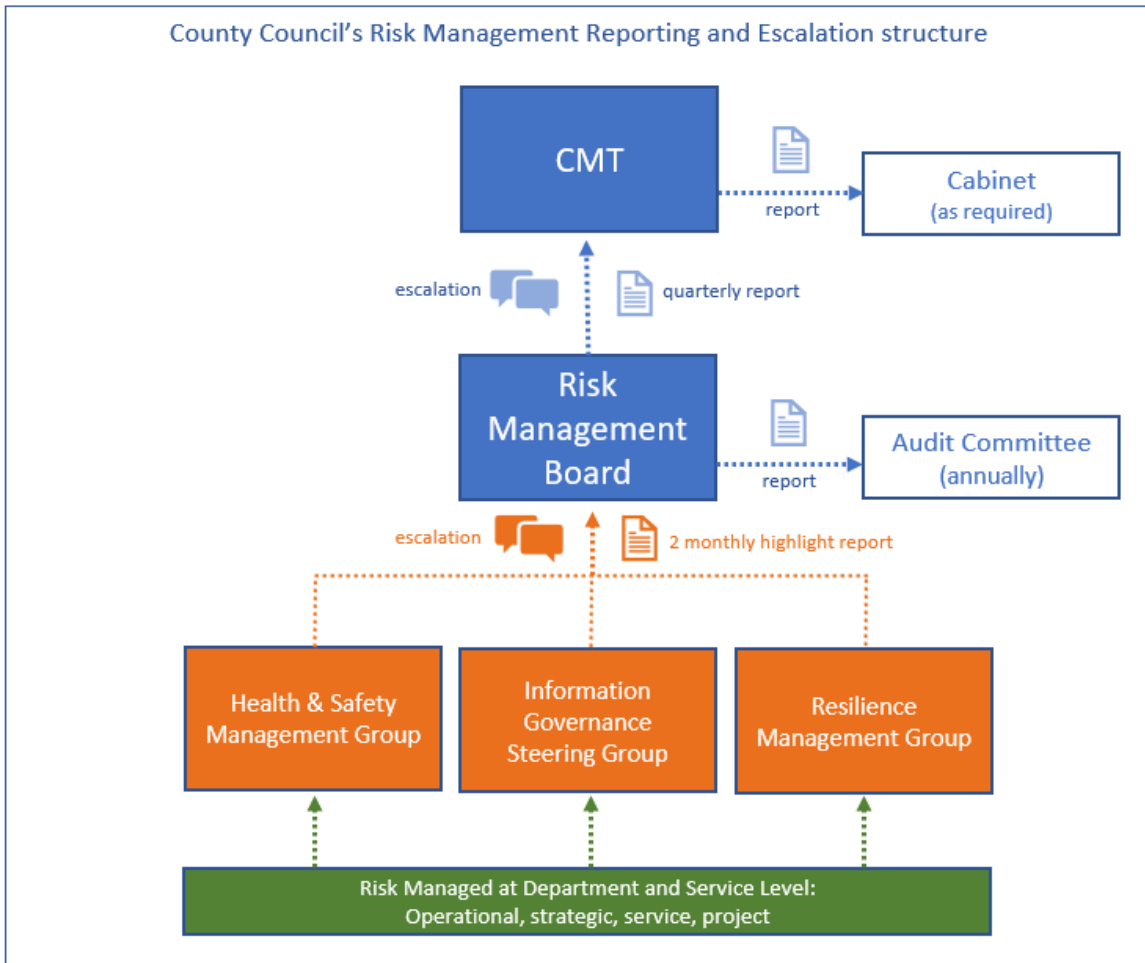 County Council's Risk Management Reporting and Escalation structure
CMT
report
Cabinet
(as required)
escalation
quarterly report
Risk
Management
Board
report
Audit Committee
(annually)
escalation
2 monthly highlight report
Health & Safety
Management Group
Information
Governance
Steering Group
Resilience
Management Group
Risk Managed at Department and Service Level:
Operational, strategic, service, project